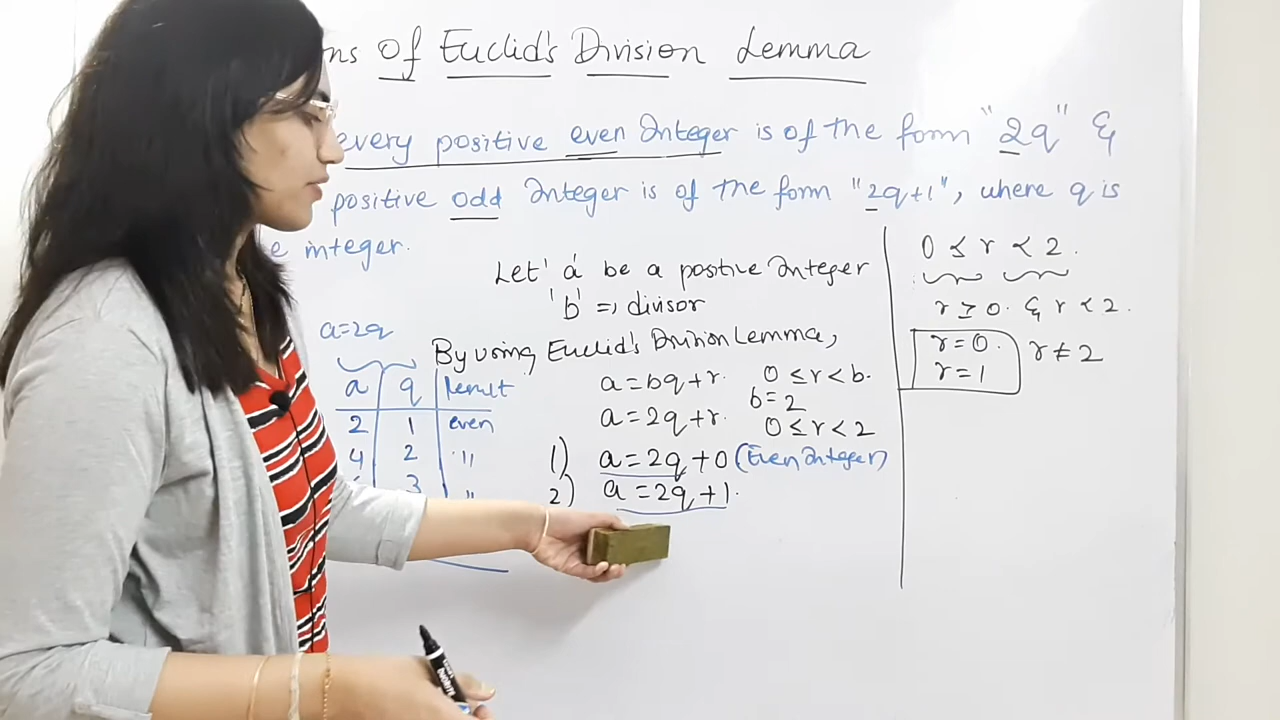 ns Of Euclid's Division Lemma
every positive even Integer is of the form "2q" &
positive odd Integer is of the form "2q+1", where q is
e integer.
Let 'a' be a postive Integer
'b' => divisor
By using Euclid's Division Lemma,
a=bq+r. 0≤r<b.
b=2
a=2q+r. 0≤r<2
1) a=2q+0 (Even Integer)
2) a=2q+1.
a=2q
a q Result
2 1 even
4 2 "
3 "
0≤r<2.
r≥0. & r<2.
r=0. r≠2
r=1